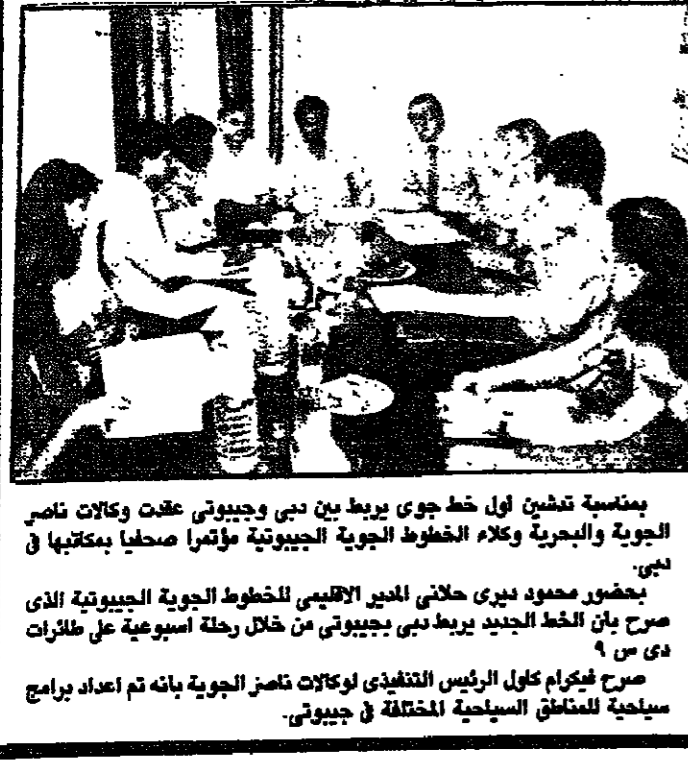 بمناسبة تدشين أول خط جوى يربط بين دبى وجيبوتى عقدت وكالات ناصر
الجوية والبحرية وكلاء الخطوط الجوية الجيبوتية مؤتمرا صحفيا بمكاتبها فى
دبى.
بحضور محمود ديرى حلانى المدير الاقليمى للخطوط الجوية الجيبوتية الذى
صرح بان الخط الجديد يربط دبى بجيبوتى من خلال رحلة اسبوعية على طائرات
دى سى ٩
صرح فيكرام كاول الرئيس التنفيذى لوكالات ناصر الجوية بانه تم اعداد برامج
سياحية للمناطق السياحية المختلفة فى جيبوتى.